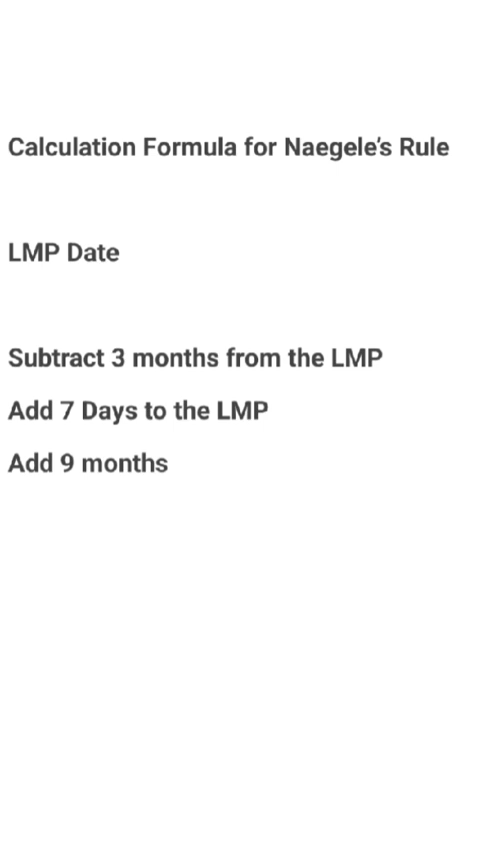 Calculation Formula for Naegele's Rule
LMP Date
Subtract 3 months from the LMP
Add 7 Days to the LMP
Add 9 months